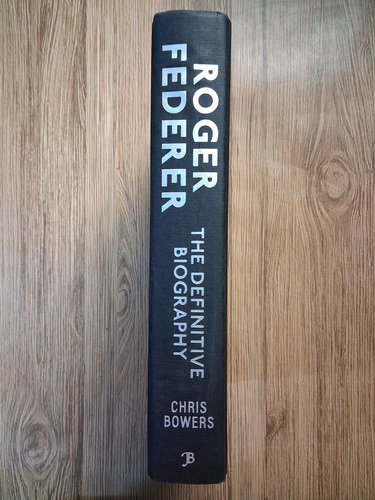 ROGER
FEDERER
THE DEFINITIVE
BIOGRAPHY
CHRIS
BOWERS
JB